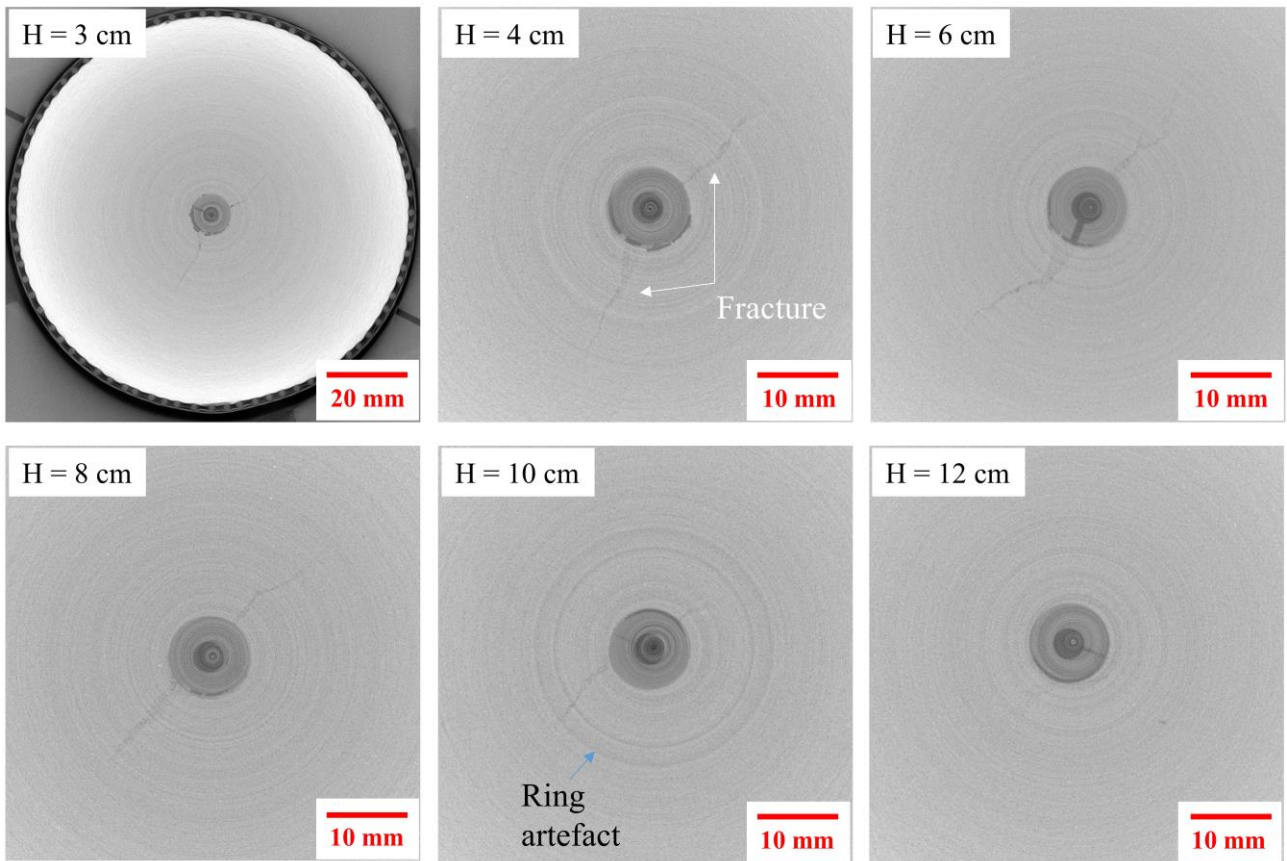 H = 3 cm
20 mm
H = 4 cm
Fracture
10 mm
H = 6 cm
10 mm
H = 8 cm
10 mm
H = 10 cm
Ring
artefact
10 mm
H = 12 cm
10 mm